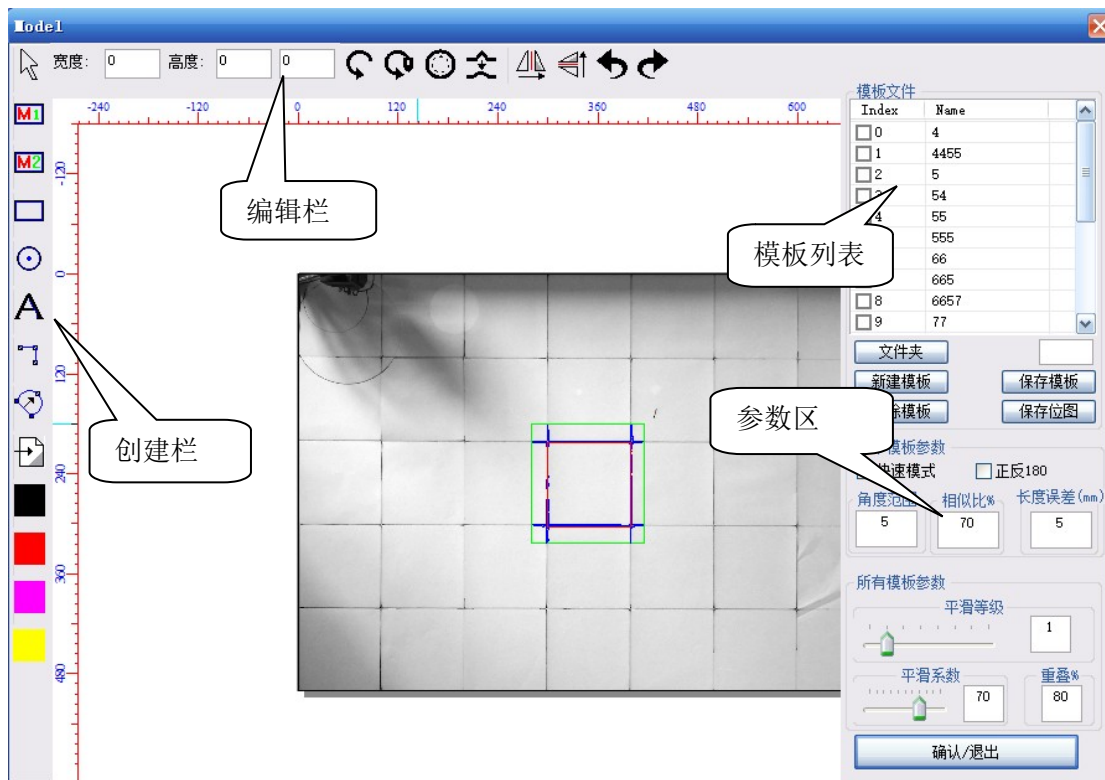 Model
宽度: 0 高度: 0 0
模板文件
-240 -120 0 120 240 360 480 600
Index Name
0 4
1 4455
2 5
54
4 55
555
66
665
8 6657
9 77
M1
M2
A
-120
0
120
240
360
480
编辑栏
模板列表
创建栏
参数区
文件夹
新建模板 保存模板
除模板 保存位图
模板参数
快速模式 正反180
角度范围 相似比% 长度误差(mm)
5 70 5
所有模板参数
平滑等级
1
平滑系数 重叠%
70 80
确认/退出